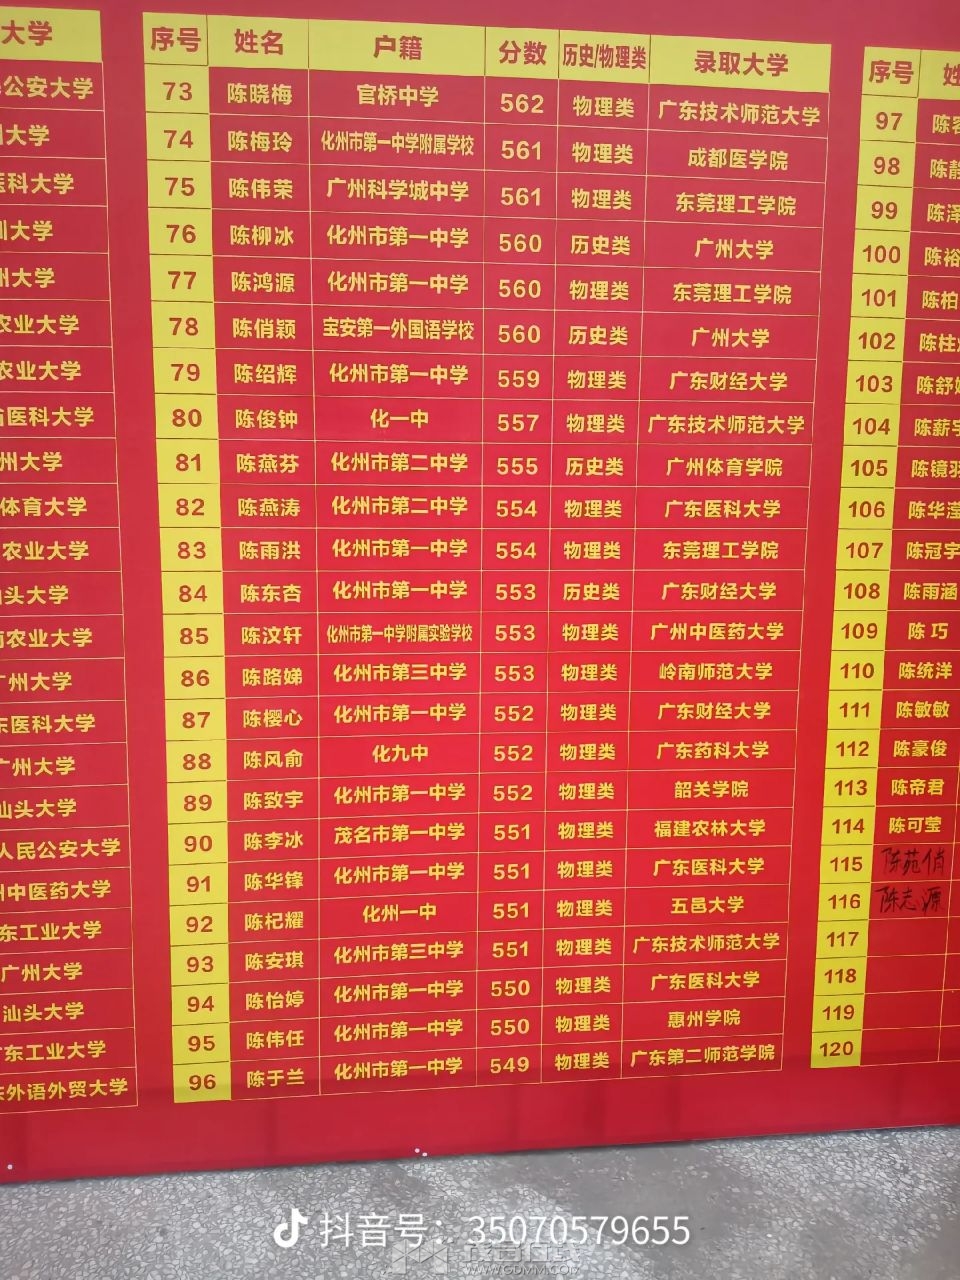 大学 序号 姓名 户籍 分数 历史/物理类 录取大学 序号
公安大学 73 陈晓梅 官桥中学 562 物理类 广东技术师范大学 97
大学 74 陈梅玲 化州市第一中学附属学校 561 物理类 成都医学院 98
医科大学 75 陈伟荣 广州科学城中学 561 物理类 东莞理工学院 99
大学 76 陈柳冰 化州市第一中学 560 历史类 广州大学 100
州大学 77 陈鸿源 化州市第一中学 560 物理类 东莞理工学院 101 陈柏
农业大学 78 陈俏颖 宝安第一外国语学校 560 历史类 广州大学 102 陈柱
农业大学 79 陈绍辉 化州市第一中学 559 物理类 广东财经大学 103 陈舒
医科大学 80 陈俊钟 化一中 557 物理类 广东技术师范大学 104 陈薪宇
州大学 81 陈燕芬 化州市第二中学 555 历史类 广州体育学院 105 陈镜羽
体育大学 82 陈燕涛 化州市第二中学 554 物理类 广东医科大学 106 陈华滢
农业大学 83 陈雨洪 化州市第一中学 554 物理类 东莞理工学院 107 陈冠宇
汕头大学 84 陈东杏 化州市第一中学 553 历史类 广东财经大学 108 陈雨涵
农业大学 85 陈汶轩 化州市第一中学附属实验学校 553 物理类 广州中医药大学 109 陈巧
广州大学 86 陈路娣 化州市第三中学 553 物理类 岭南师范大学 110 陈统洋
东医科大学 87 陈樱心 化州市第一中学 552 物理类 广东财经大学 111 陈敏敏
广州大学 88 陈风俞 化九中 552 物理类 广东药科大学 112 陈豪俊
汕头大学 89 陈致宇 化州市第一中学 552 物理类 韶关学院 113 陈帝君
人民公安大学 90 陈李冰 茂名市第一中学 551 物理类 福建农林大学 114 陈可莹
州中医药大学 91 陈华锋 化州市第一中学 551 物理类 广东医科大学 115 陈苑俏
东工业大学 92 陈杞耀 化州一中 551 物理类 五邑大学 116 陈志源
广州大学 93 陈安琪 化州市第三中学 551 物理类 广东技术师范大学 117
汕头大学 94 陈怡婷 化州市第一中学 550 物理类 广东医科大学 118
广东工业大学 95 陈伟任 化州市第一中学 550 物理类 惠州学院 119
东外语外贸大学 96 陈于兰 化州市第一中学 549 物理类 广东第二师范学院 120
抖音号：35070579655
WWW.GDMM.COM